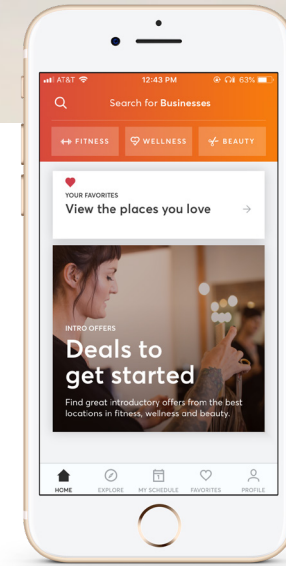 AT&T 12:43 PM 63%
Search for Businesses
FITNESS WELLNESS BEAUTY
YOUR FAVORITES
View the places you love
INTRO OFFERS
Deals to
get started
Find great introductory offers from the best
locations in fitness, wellness and beauty.
1
HOME EXPLORE MY SCHEDULE FAVORITES PROFILE